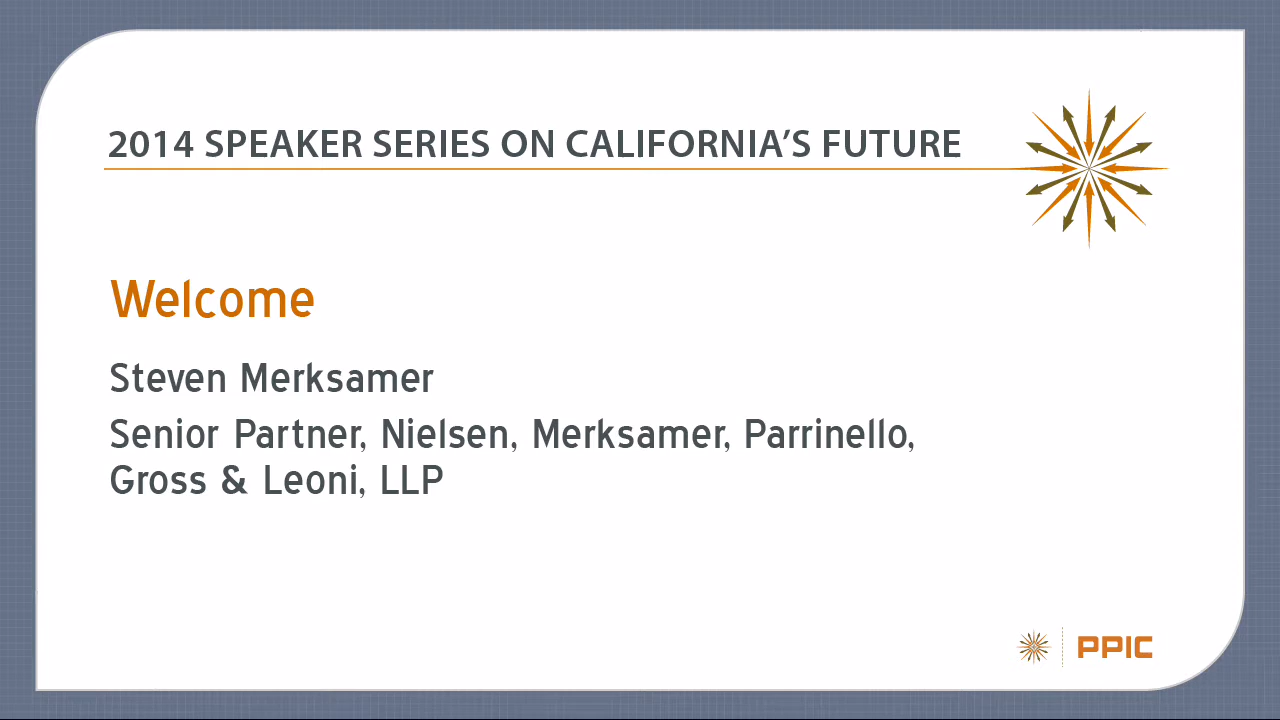 2014 SPEAKER SERIES ON CALIFORNIA'S FUTURE
Welcome
Steven Merksamer
Senior Partner, Nielsen, Merksamer, Parrinello,
Gross & Leoni, LLP
PPIC